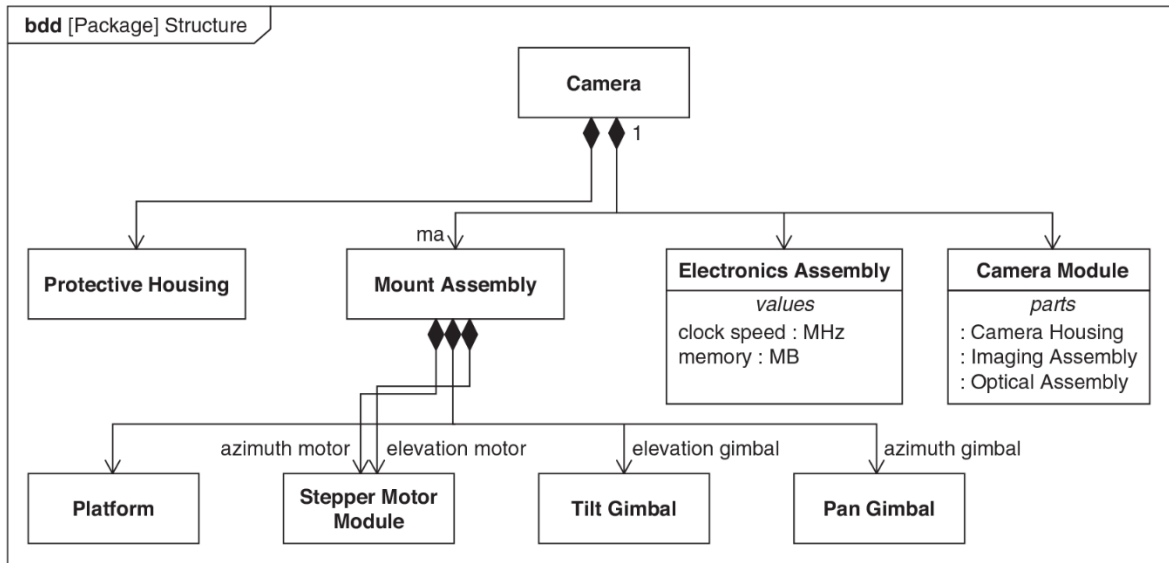 bdd [Package] Structure
Camera
1
ma
Protective Housing
Mount Assembly
Electronics Assembly
values
clock speed : MHz
memory : MB
Camera Module
parts
: Camera Housing
: Imaging Assembly
: Optical Assembly
azimuth motor
elevation motor
elevation gimbal
azimuth gimbal
Platform
Stepper Motor
Module
Tilt Gimbal
Pan Gimbal